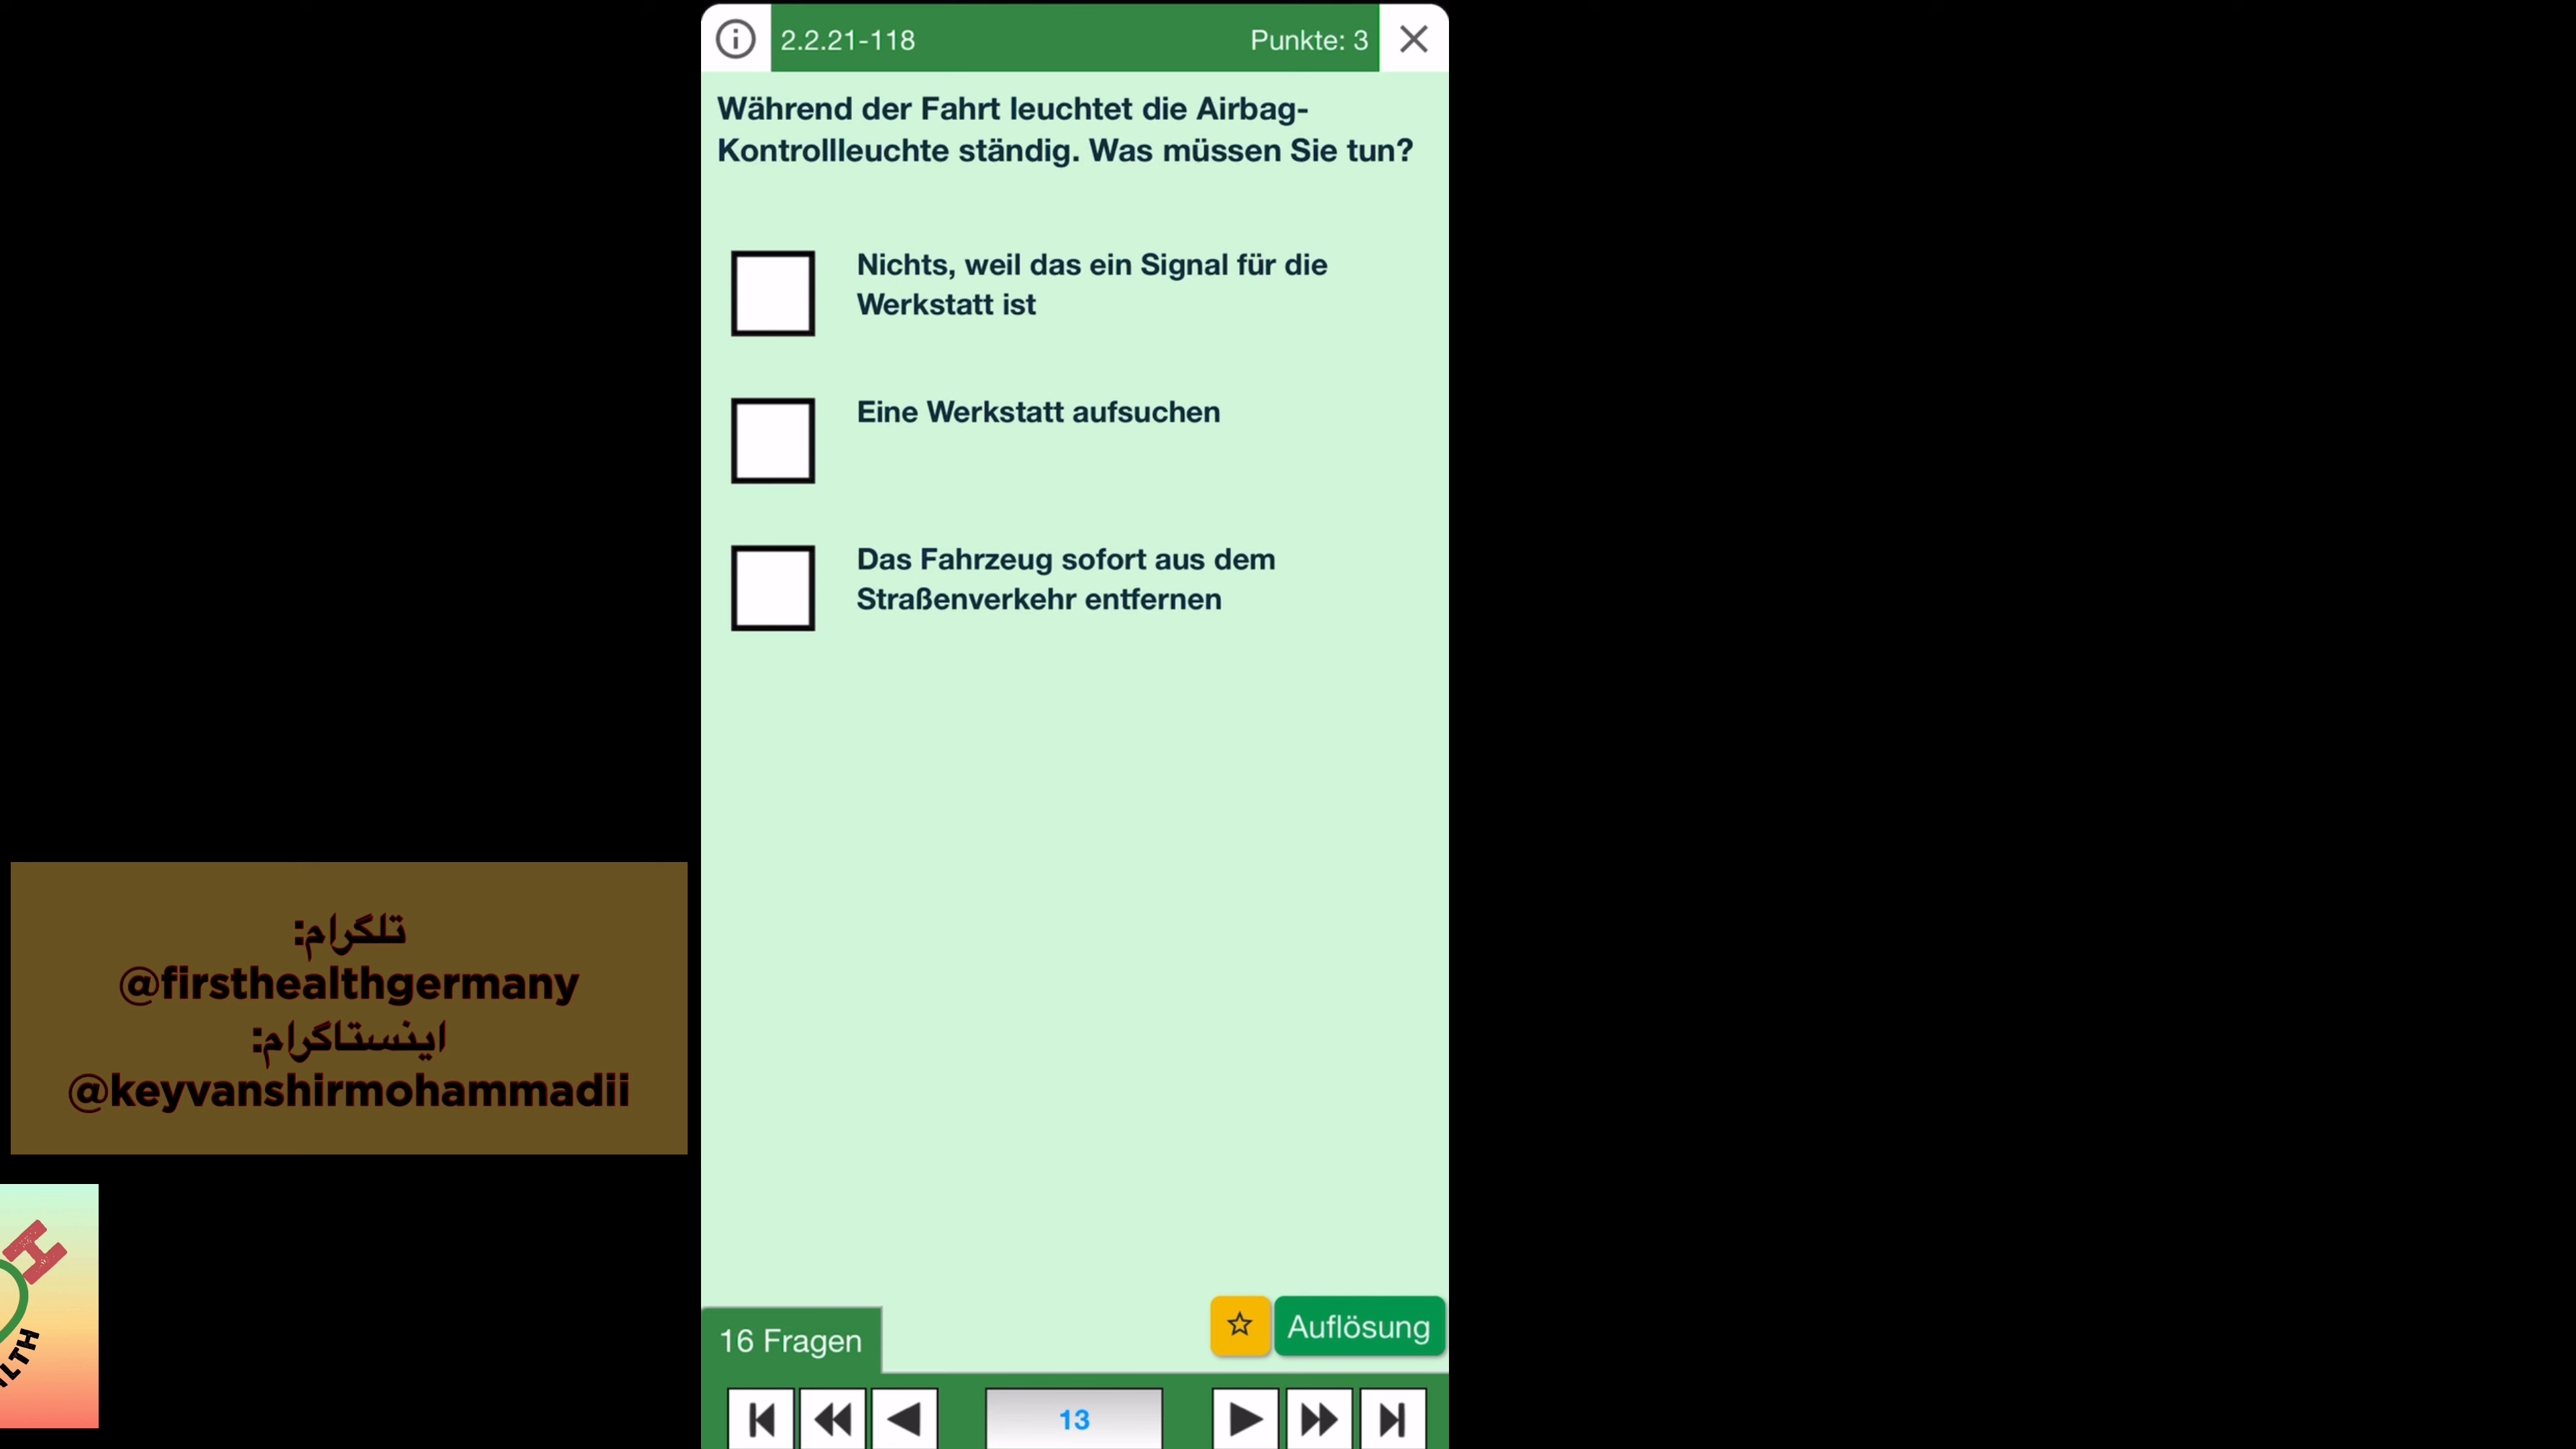 2.2.21-118
Punkte: 3
Während der Fahrt leuchtet die Airbag-
Kontrollleuchte ständig. Was müssen Sie tun?
Nichts, weil das ein Signal für die
Werkstatt ist
Eine Werkstatt aufsuchen
Das Fahrzeug sofort aus dem
Straßenverkehr entfernen
تلگرام:
@firsthealthgermany
اینستاگرام:
@keyvanshirmohammadii
H
LTH
16 Fragen
Auflösung
13